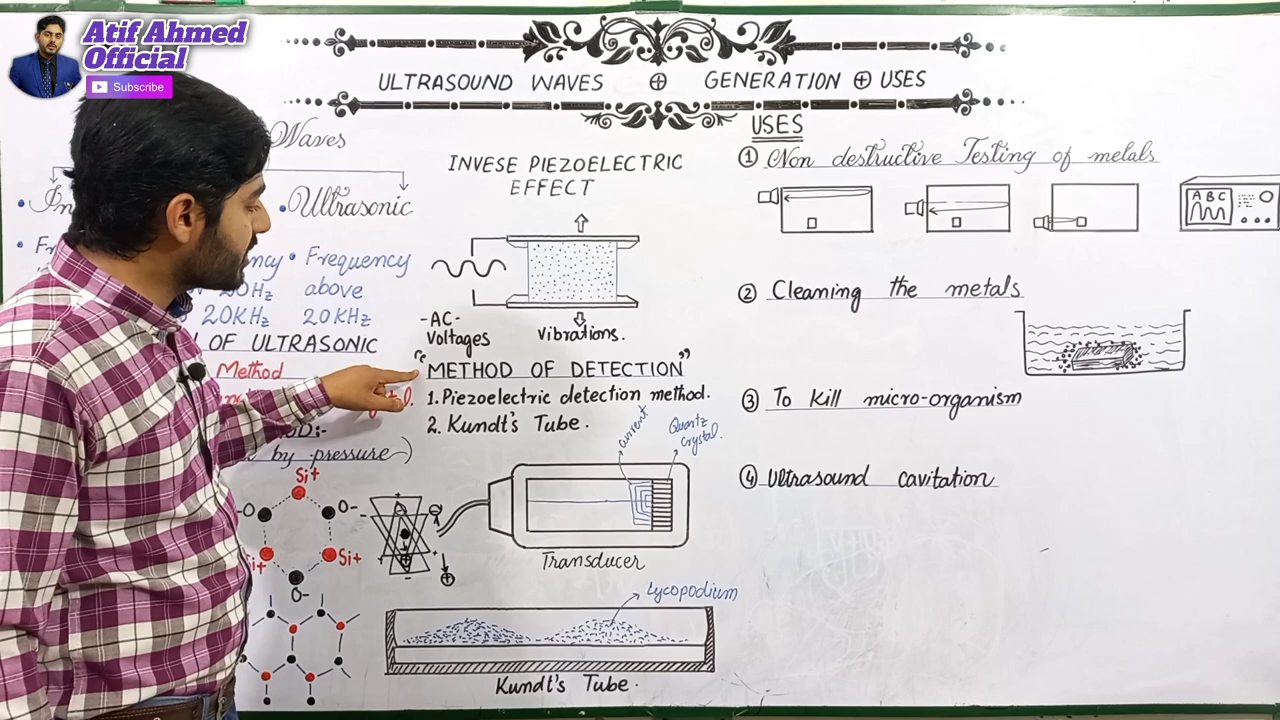 Atif Ahmed
Official
Subscribe
ULTRASOUND WAVES ⊕ GENERATION ⊕ USES
Waves
Ultrasonic
Frequency
above
20KHz
20Hz
20KHz
OF ULTRASONIC
Method
by pressure)
Si+
O-
Si+
O-
INVESE PIEZOELECTRIC
EFFECT
-AC-
Voltages
Vibrations.
"METHOD OF DETECTION"
1. Piezoelectric detection method.
2. Kundt's Tube.
current
Quartz
crystal.
Transducer
Lycopodium
Kundt's Tube.
USES
① Non destructive Testing of metals
A B C
② Cleaning the metals
③ To Kill micro-organism
④ Ultrasound cavitation